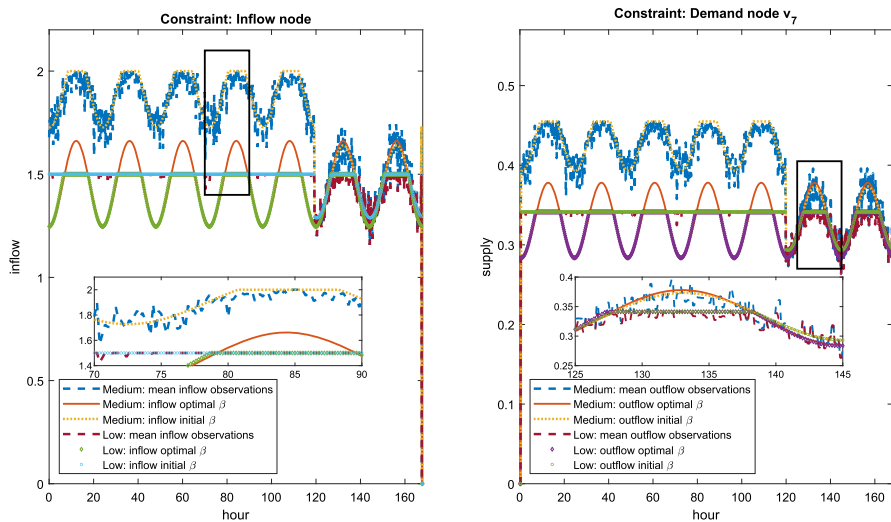 Constraint: Inflow node
2
1.5
1
0.5
0
inflow
2
1.8
1.6
1.4
70 75 80 85 90
Medium: mean inflow observations
Medium: inflow optimal β
Medium: inflow initial β
Low: mean inflow observations
Low: inflow optimal β
Low: inflow initial β
0 20 40 60 80 100 120 140 160
hour
Constraint: Demand node v7
0.5
0.4
0.3
0.2
0.1
0
supply
0.4
0.35
0.3
0.25
125 130 135 140 145
Medium: mean outflow observations
Medium: outflow optimal β
Medium: outflow initial β
Low: mean outflow observations
Low: outflow optimal β
Low: outflow initial β
0 20 40 60 80 100 120 140 160
hour